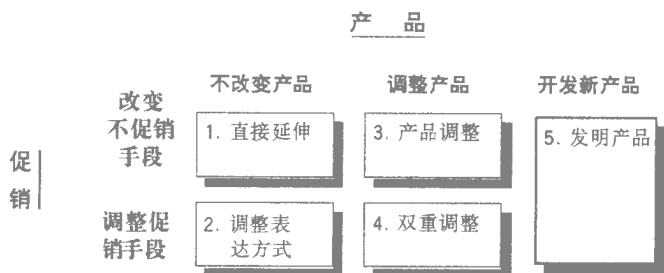 产 品
不改变产品
调整产品
开发新产品
改变
不促销
手段
1. 直接延伸
3. 产品调整
5. 发明产品
促
销
调整促
销手段
2. 调整表
达方式
4. 双重调整